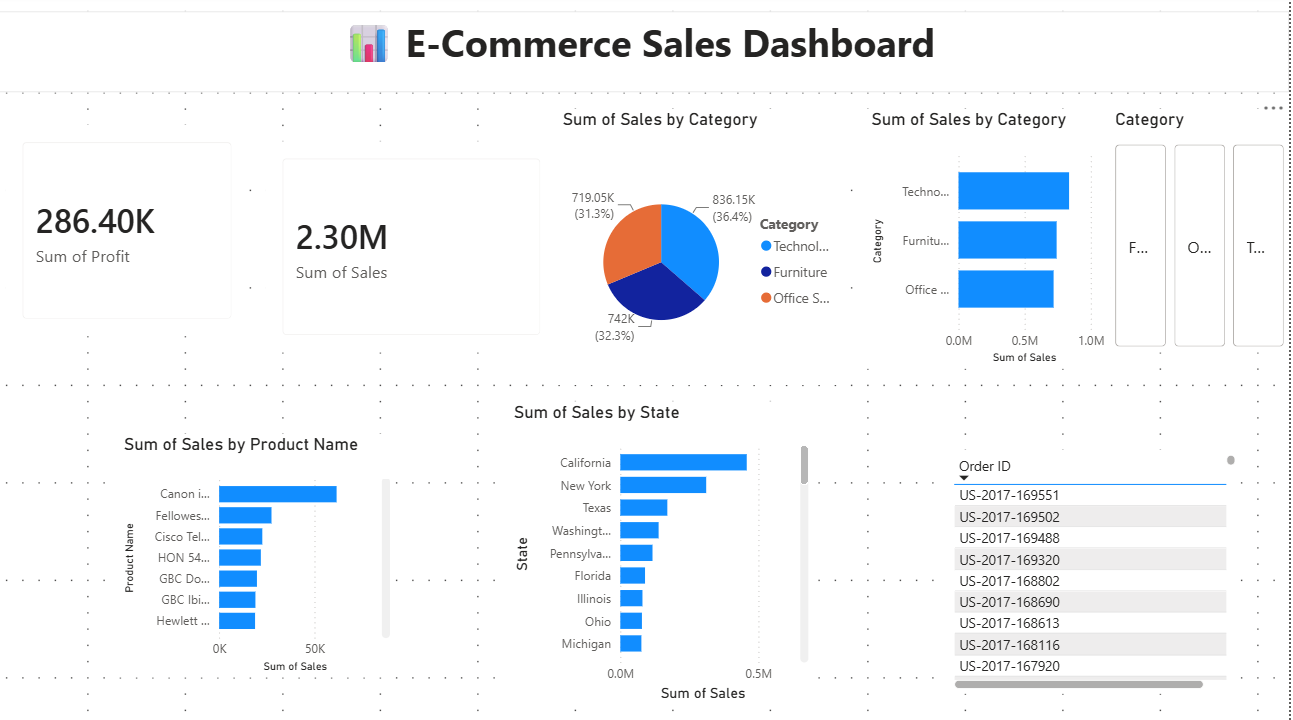 E-Commerce Sales Dashboard
286.40K
Sum of Profit
2.30M
Sum of Sales
Sum of Sales by Category
719.05K
(31.3%)
836.15K
(36.4%)
742K
(32.3%)
Category
Technol...
Furniture
Office S...
Sum of Sales by Category
Category
Techno...
Furnitu...
Office ...
0.0M 0.5M 1.0M
Sum of Sales
Category
F... O... T...
Sum of Sales by Product Name
Product Name
Canon i...
Fellowes...
Cisco Tel...
HON 54...
GBC Do...
GBC Ibi...
Hewlett ...
0K 50K
Sum of Sales
Sum of Sales by State
State
California
New York
Texas
Washingt...
Pennsylva...
Florida
Illinois
Ohio
Michigan
0.0M 0.5M
Sum of Sales
Order ID
US-2017-169551
US-2017-169502
US-2017-169488
US-2017-169320
US-2017-168802
US-2017-168690
US-2017-168613
US-2017-168116
US-2017-167920